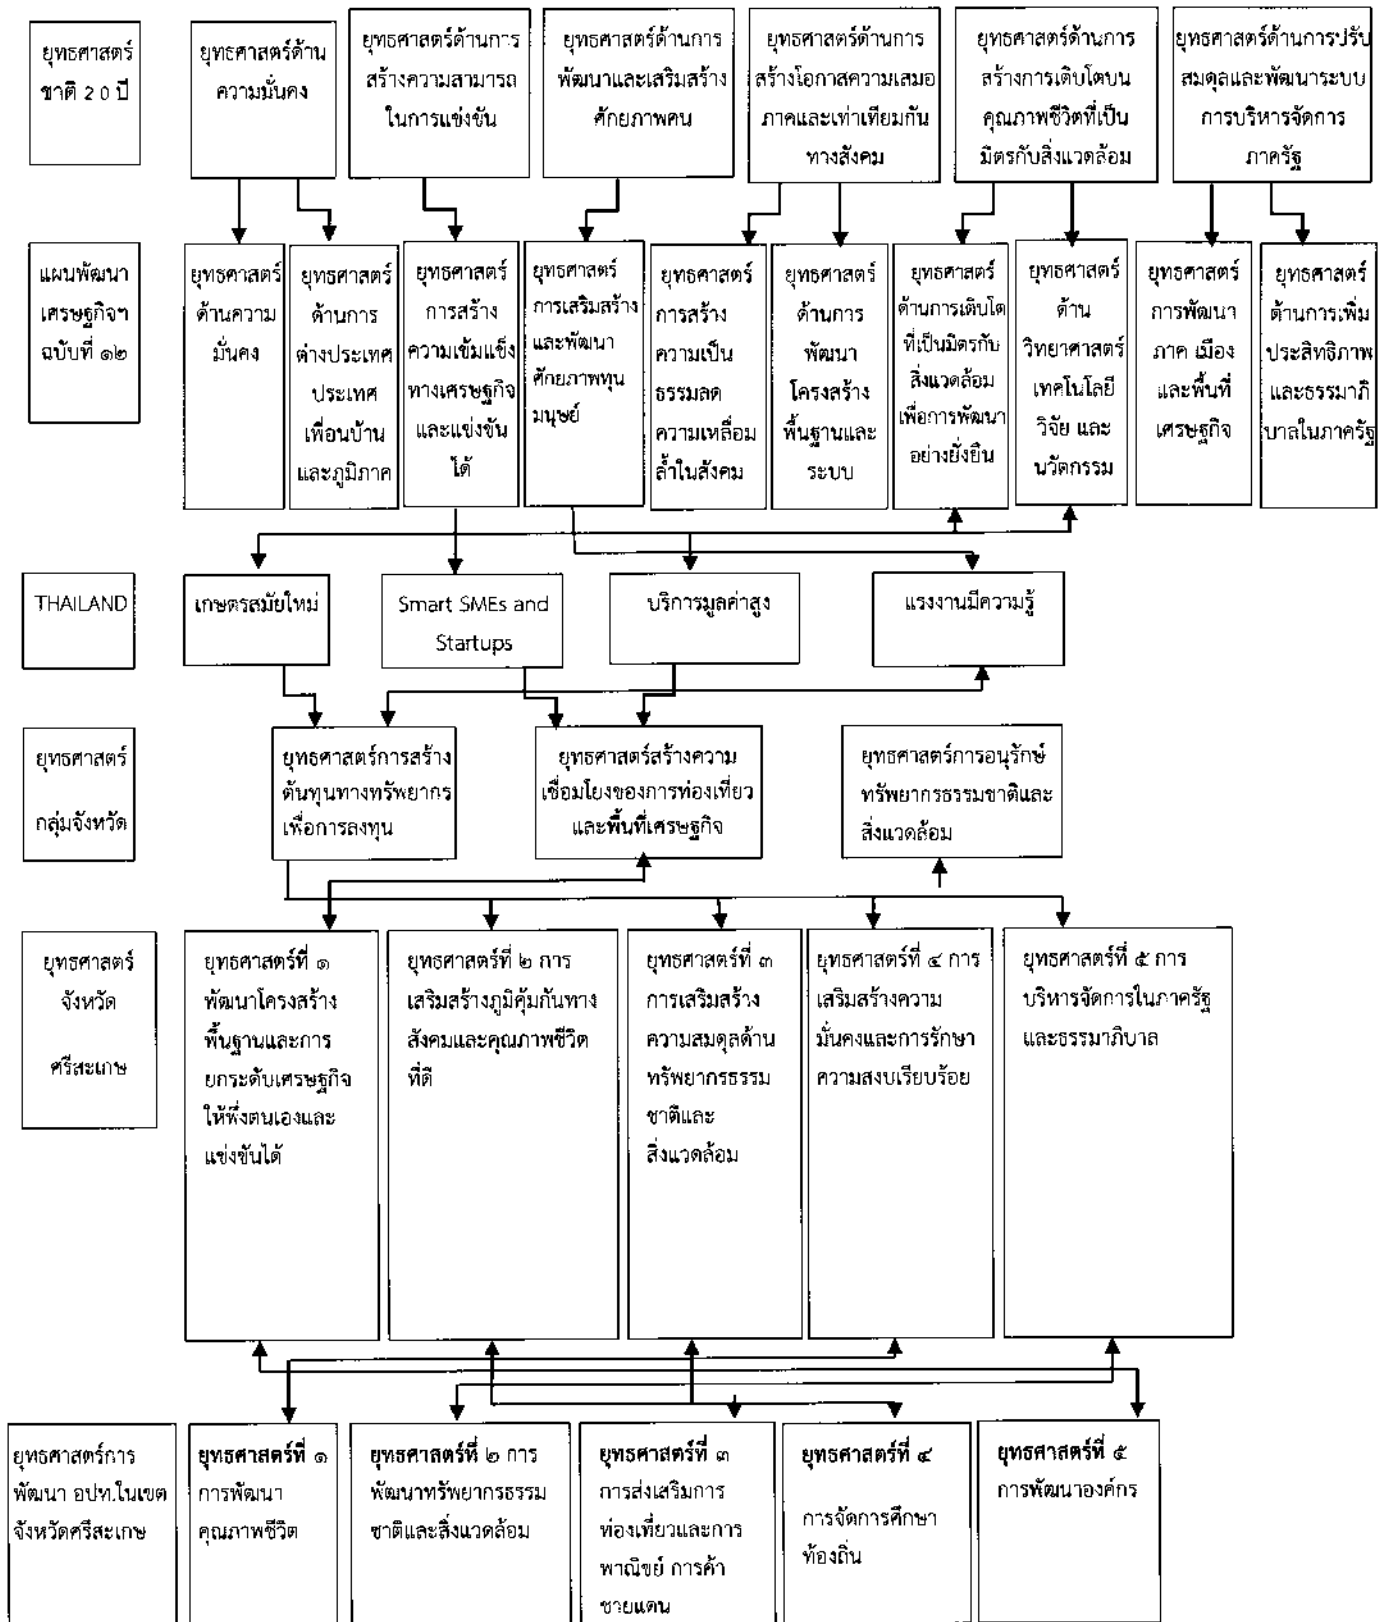 ยุทธศาสตร์
ชาติ 2 0 ปี
ยุทธศาสตร์ด้าน
ความมั่นคง
ยุทธศาสตร์ด้านการ
สร้างความสามารถ
ในการแข่งขัน
ยุทธศาสตร์ด้านการ
พัฒนาและเสริมสร้าง
ศักยภาพคน
ยุทธศาสตร์ด้านการ
สร้างโอกาสความเสมอ
ภาคและเท่าเทียมกัน
ทางสังคม
ยุทธศาสตร์ด้านการ
สร้างการเติบโตบน
คุณภาพชีวิตที่เป็น
มิตรกับสิ่งแวดล้อม
ยุทธศาสตร์ด้านการปรับ
สมดุลและพัฒนาระบบ
การบริหารจัดการ
ภาครัฐ
แผนพัฒนา
เศรษฐกิจฯ
ฉบับที่ ๑๒
ยุทธศาสตร์
ด้านความ
มั่นคง
ยุทธศาสตร์
ด้านการ
ต่างประเทศ
ประเทศ
เพื่อนบ้าน
และภูมิภาค
ยุทธศาสตร์
การสร้าง
ความเข้มแข็ง
ทางเศรษฐกิจ
และแข่งขัน
ได้
ยุทธศาสตร์
การเสริมสร้าง
และพัฒนา
ศักยภาพทุน
มนุษย์
ยุทธศาสตร์
การสร้าง
ความเป็น
ธรรมลด
ความเหลื่อม
ล้ำในสังคม
ยุทธศาสตร์
ด้านการ
พัฒนา
โครงสร้าง
พื้นฐานและ
ระบบ
ยุทธศาสตร์
ด้านการเติบโต
ที่เป็นมิตรกับ
สิ่งแวดล้อม
เพื่อการพัฒนา
อย่างยั่งยืน
ยุทธศาสตร์
ด้าน
วิทยาศาสตร์
เทคโนโลยี
วิจัย และ
นวัตกรรม
ยุทธศาสตร์
การพัฒนา
ภาค เมือง
และพื้นที่
เศรษฐกิจ
ยุทธศาสตร์
ด้านการเพิ่ม
ประสิทธิภาพ
และธรรมาภิ
บาลในภาครัฐ
THAILAND
เกษตรสมัยใหม่
Smart SMEs and
Startups
บริการมูลค่าสูง
แรงงานมีความรู้
ยุทธศาสตร์
กลุ่มจังหวัด
ยุทธศาสตร์การสร้าง
ต้นทุนทางทรัพยากร
เพื่อการลงทุน
ยุทธศาสตร์สร้างความ
เชื่อมโยงของการท่องเที่ยว
และพื้นที่เศรษฐกิจ
ยุทธศาสตร์การอนุรักษ์
ทรัพยากรธรรมชาติและ
สิ่งแวดล้อม
ยุทธศาสตร์
จังหวัด
ศรีสะเกษ
ยุทธศาสตร์ที่ ๑
พัฒนาโครงสร้าง
พื้นฐานและการ
ยกระดับเศรษฐกิจ
ให้พึ่งตนเองและ
แข่งขันได้
ยุทธศาสตร์ที่ ๒ การ
เสริมสร้างภูมิคุ้มกันทาง
สังคมและคุณภาพชีวิต
ที่ดี
ยุทธศาสตร์ที่ ๓
การเสริมสร้าง
ความสมดุลด้าน
ทรัพยากรธรรม
ชาติและ
สิ่งแวดล้อม
ยุทธศาสตร์ที่ ๔ การ
เสริมสร้างความ
มั่นคงและการรักษา
ความสงบเรียบร้อย
ยุทธศาสตร์ที่ ๕ การ
บริหารจัดการในภาครัฐ
และธรรมาภิบาล
ยุทธศาสตร์การ
พัฒนา อปท.ในเขต
จังหวัดศรีสะเกษ
ยุทธศาสตร์ที่ ๑
การพัฒนา
คุณภาพชีวิต
ยุทธศาสตร์ที่ ๒ การ
พัฒนาทรัพยากรธรรม
ชาติและสิ่งแวดล้อม
ยุทธศาสตร์ที่ ๓
การส่งเสริมการ
ท่องเที่ยวและการ
พาณิชย์ การค้า
ชายแดน
ยุทธศาสตร์ที่ ๔
การจัดการศึกษา
ท้องถิ่น
ยุทธศาสตร์ที่ ๕
การพัฒนาองค์กร